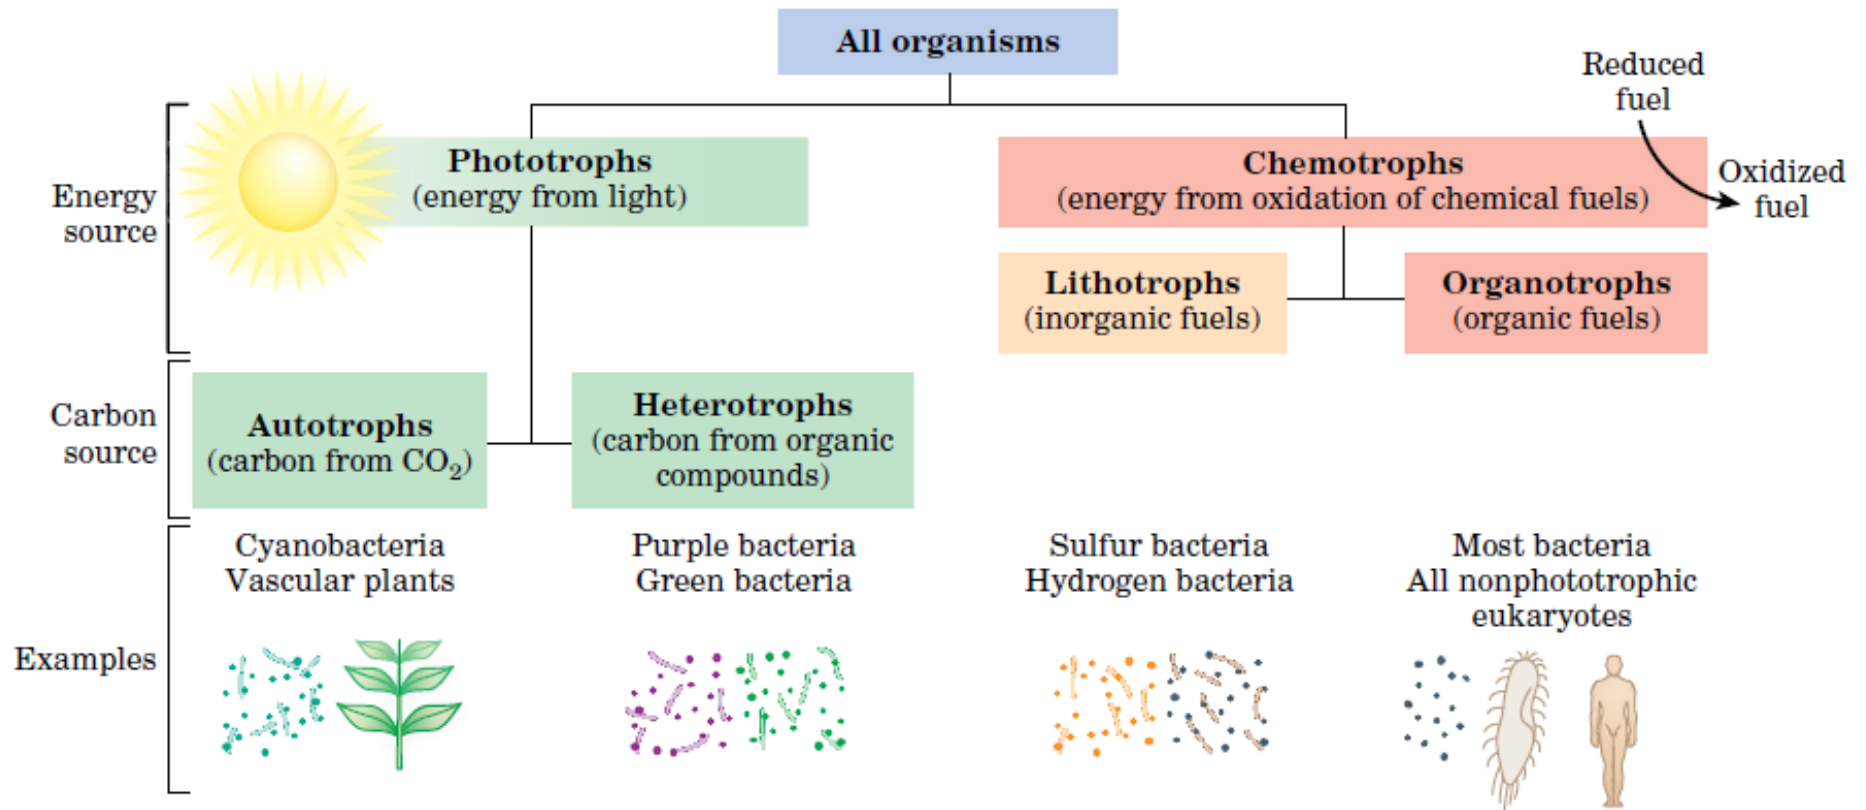 All organisms
Reduced
fuel
Oxidized
fuel
Energy
source
Phototrophs
(energy from light)
Chemotrophs
(energy from oxidation of chemical fuels)
Lithotrophs
(inorganic fuels)
Organotrophs
(organic fuels)
Carbon
source
Autotrophs
(carbon from CO₂)
Heterotrophs
(carbon from organic
compounds)
Examples
Cyanobacteria
Vascular plants
Purple bacteria
Green bacteria
Sulfur bacteria
Hydrogen bacteria
Most bacteria
All nonphototrophic
eukaryotes